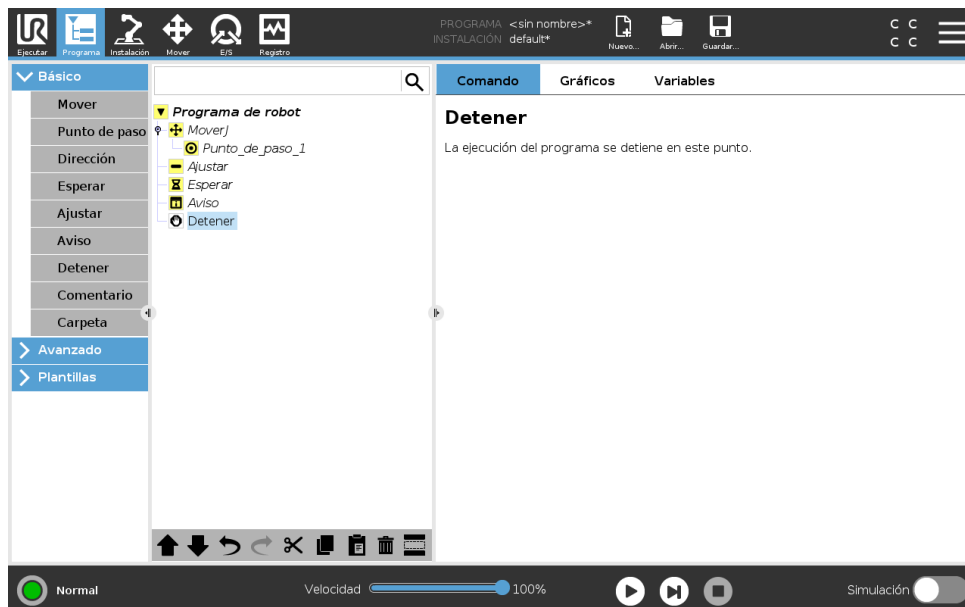 UR
PROGRAMA <sin nombre>*
INSTALACIÓN default*
Ejecutar Programa Instalación Mover E/S Registro Nuevo... Abrir... Guardar...
C C
C C
Básico
Mover
Punto de paso
Dirección
Esperar
Ajustar
Aviso
Detener
Comentario
Carpeta
Avanzado
Plantillas
Programa de robot
MoverJ
Punto_de_paso_1
Ajustar
Esperar
Aviso
Detener
Comando Gráficos Variables
Detener
La ejecución del programa se detiene en este punto.
Normal Velocidad 100% Simulación